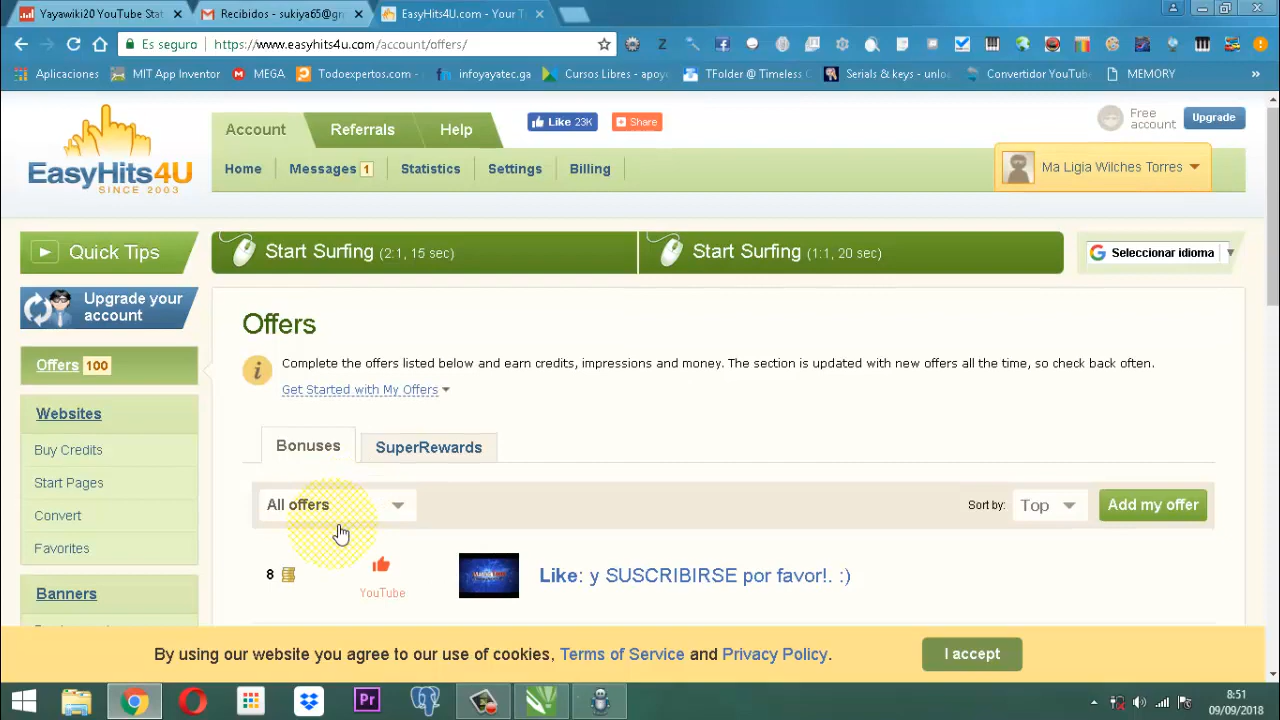 Yayawiki20 YouTube Stat
Recibidos - sukiya65@gr
EasyHits4U.com - Your T
Es seguro
https://www.easyhits4u.com/account/offers/
Aplicaciones
MIT App Inventor
MEGA
Todoexpertos.com -
infoyayatec.ga
Cursos Libres - apoy
TFolder @ Timeless C
Serials & keys - unlo
Convertidor YouTube
MEMORY
»
EasyHits4U
SINCE 2003
Account
Referrals
Help
Like 23K
Share
Free account
Upgrade
Home
Messages 1
Statistics
Settings
Billing
Ma Ligia Wilches Torres
Quick Tips
Start Surfing (2:1, 15 sec)
Start Surfing (1:1, 20 sec)
Seleccionar idioma
Upgrade your
account
Offers 100
Websites
Buy Credits
Start Pages
Convert
Favorites
Banners
Offers
Complete the offers listed below and earn credits, impressions and money. The section is updated with new offers all the time, so check back often.
Get Started with My Offers
Bonuses
SuperRewards
All offers
Sort by:
Top
Add my offer
8
YouTube
Like: y SUSCRIBIRSE por favor!. :)
By using our website you agree to our use of cookies, Terms of Service and Privacy Policy.
I accept
Pr
8:51
09/09/2018